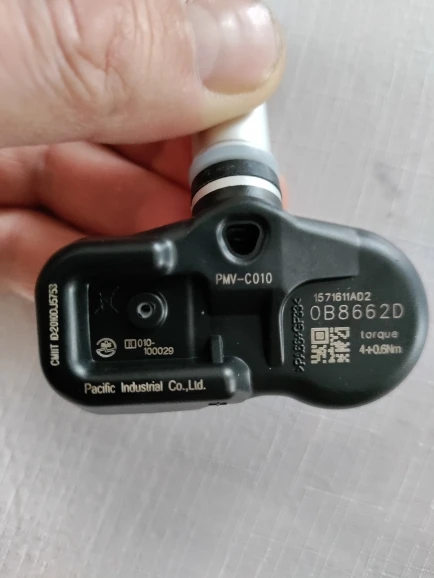 PMV-C010
CMIIT ID:2010DJ5753
010-
100029
Pacific Industrial Co.,Ltd.
1571611AD2
0B8662D
torque
4+0.6Nm